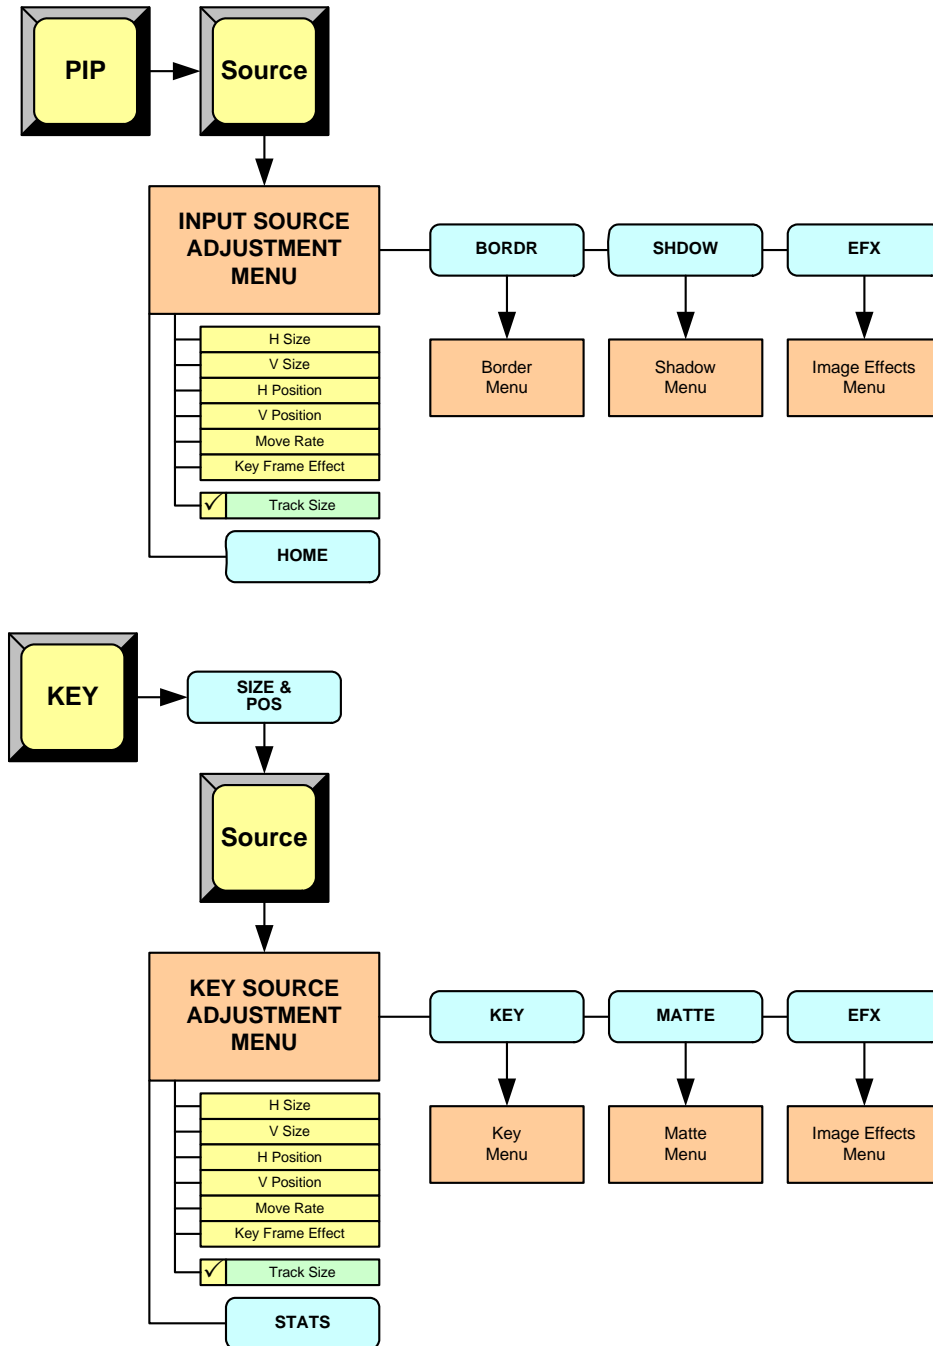 PIP
Source
INPUT SOURCE
ADJUSTMENT
MENU
BORDR
SHDOW
EFX
Border
Menu
Shadow
Menu
Image Effects
Menu
H Size
V Size
H Position
V Position
Move Rate
Key Frame Effect
✓ Track Size
HOME
KEY
SIZE &
POS
Source
KEY SOURCE
ADJUSTMENT
MENU
KEY
MATTE
EFX
Key
Menu
Matte
Menu
Image Effects
Menu
H Size
V Size
H Position
V Position
Move Rate
Key Frame Effect
✓ Track Size
STATS